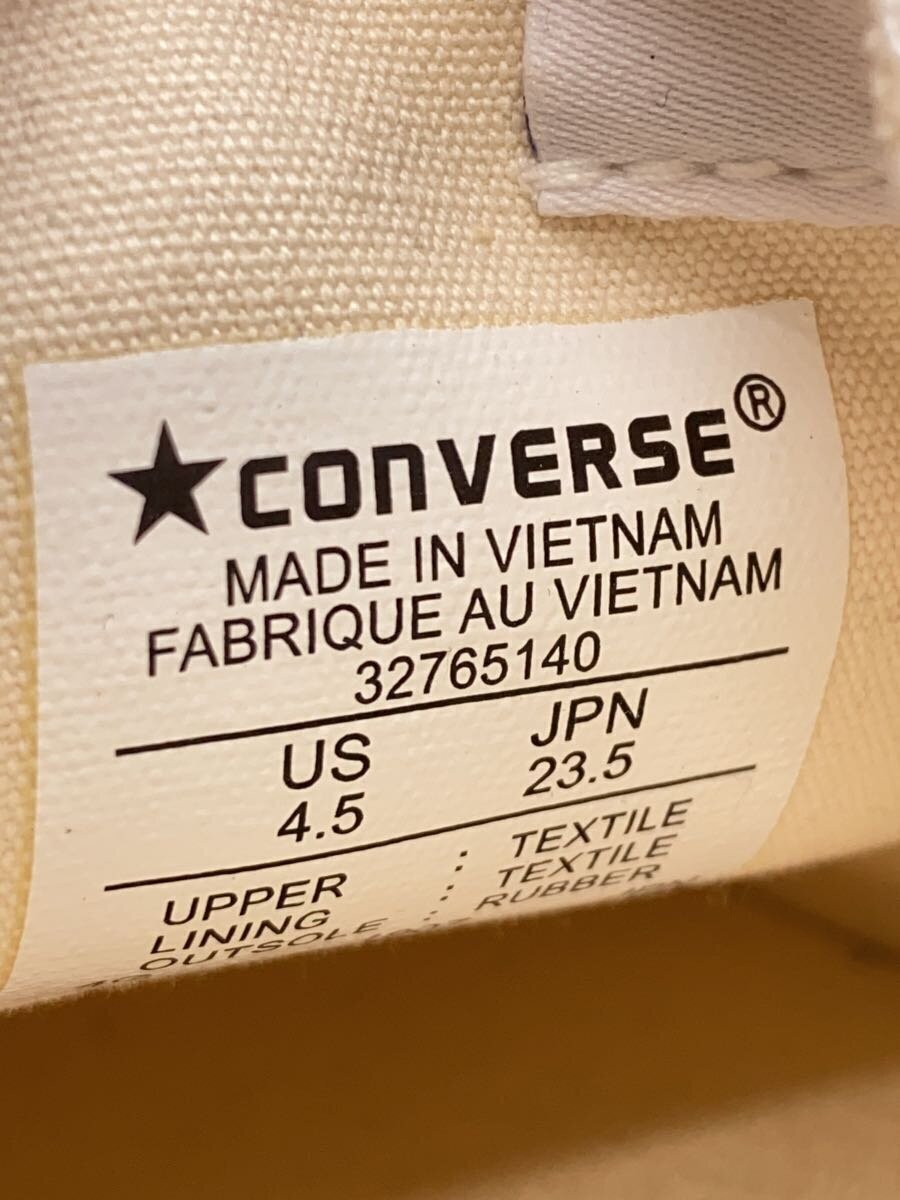 ★CONVERSE®
MADE IN VIETNAM
FABRIQUE AU VIETNAM
32765140
US JPN
4.5 23.5
UPPER : TEXTILE
LINING : TEXTILE
OUTSOLE : RUBBER